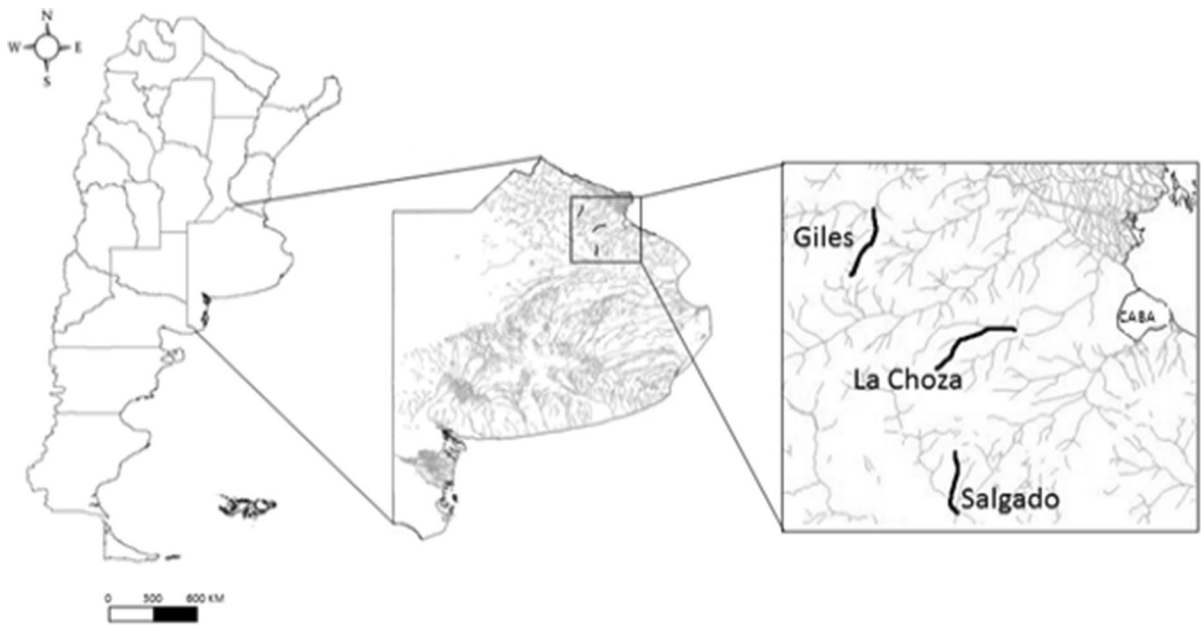 N
W E
S
Giles
CABA
La Choza
Salgado
0 300 600 KM